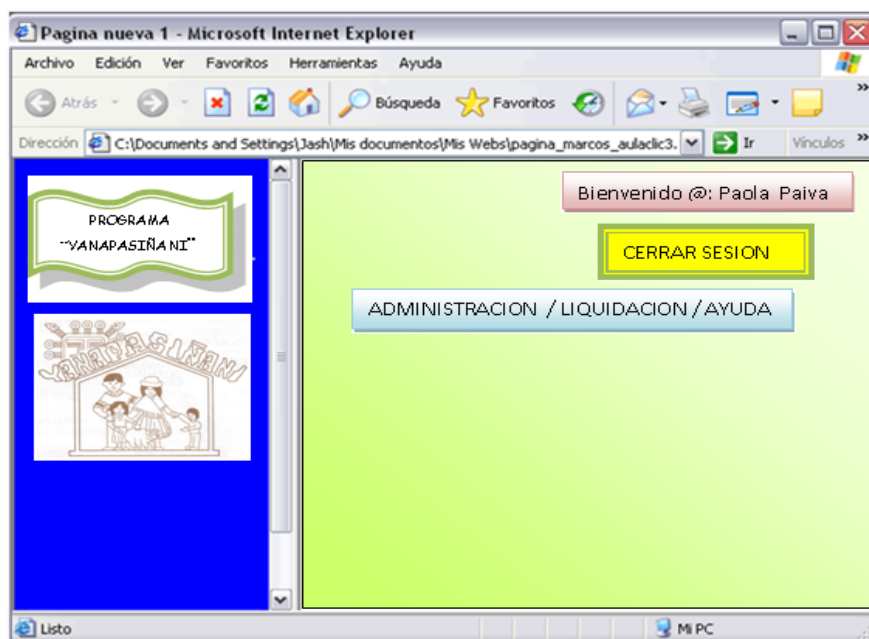 Pagina nueva 1 - Microsoft Internet Explorer
Archivo Edición Ver Favoritos Herramientas Ayuda
Atrás Búsqueda Favoritos
Dirección C:\Documents and Settings\Jash\Mis documentos\Mis Webs\pagina_marcos_aulaclic3. Ir Vínculos
PROGRAMA
“YANAPASIÑANI”
YANAPASIÑANI
Bienvenido @: Paola Paiva
CERRAR SESION
ADMINISTRACION / LIQUIDACION / AYUDA
Listo Mi PC